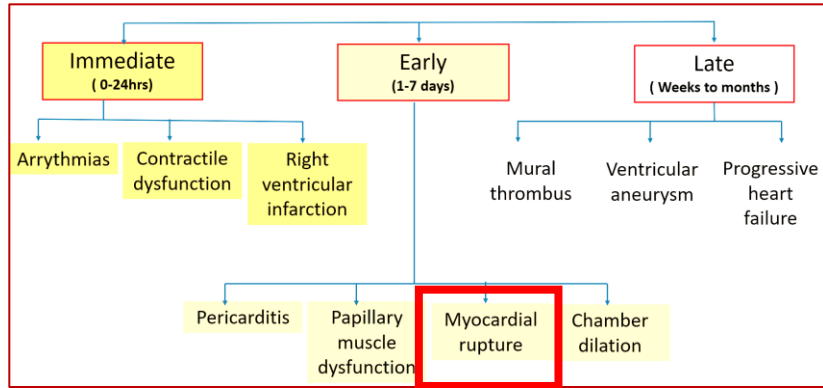 Immediate
( 0-24hrs)
Early
(1-7 days)
Late
( Weeks to months )
Arrythmias
Contractile
dysfunction
Right
ventricular
infarction
Mural
thrombus
Ventricular
aneurysm
Progressive
heart
failure
Pericarditis
Papillary
muscle
dysfunction
Myocardial
rupture
Chamber
dilation